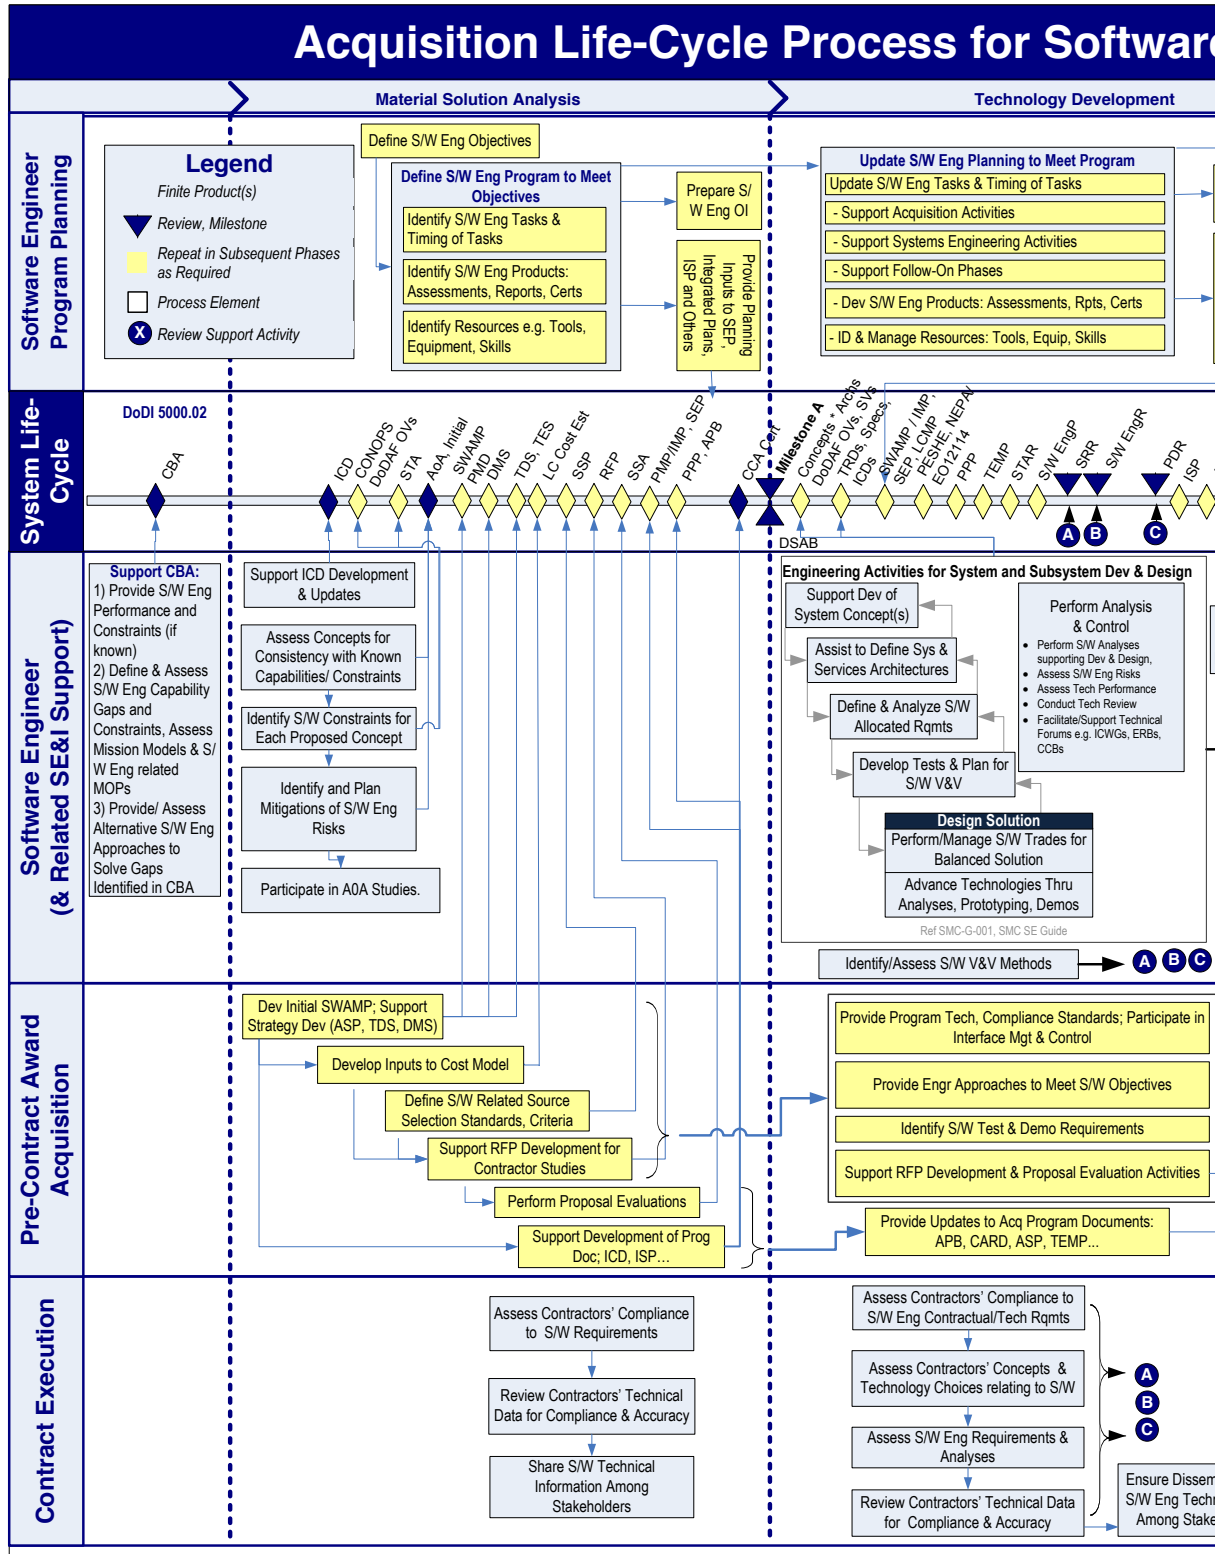 Acquisition Life-Cycle Process for Software
Material Solution Analysis
Technology Development
Software Engineer
Program Planning
Legend
Finite Product(s)
Review, Milestone
Repeat in Subsequent Phases
as Required
Process Element
X
Review Support Activity
Define S/W Eng Objectives
Define S/W Eng Program to Meet
Objectives
Identify S/W Eng Tasks &
Timing of Tasks
Identify S/W Eng Products:
Assessments, Reports, Certs
Identify Resources e.g. Tools,
Equipment, Skills
Prepare S/
W Eng OI
Provide Planning
Inputs to SEP,
Integrated Plans,
ISP and Others
Update S/W Eng Planning to Meet Program
Update S/W Eng Tasks & Timing of Tasks
- Support Acquisition Activities
- Support Systems Engineering Activities
- Support Follow-On Phases
- Dev S/W Eng Products: Assessments, Rpts, Certs
- ID & Manage Resources: Tools, Equip, Skills
System Life-
Cycle
DoDI 5000.02
CBA
ICD
CONOPS
DoDAF OVs
STA
AoA, Initial
SWAMP
PMD
DMS
TDS, TES
LC Cost Est
SSP
RFP
SSA
PMP/IMP, SEP
PPP, APB
CCA Cert
Milestone A
Concepts * Archs
DoDAF OVs, SVs
TRDs, Specs,
ICDs
SWAMP / IMP,
SEP, LCMP
PESHE, NEPA/
EO12114
PPP
TEMP
STAR
S/W EngP
SRR
S/W EngR
PDR
ISP
A
B
C
DSAB
Software Engineer
(& Related SE&I Support)
Support CBA:
1) Provide S/W Eng
Performance and
Constraints (if
known)
2) Define & Assess
S/W Eng Capability
Gaps and
Constraints, Assess
Mission Models & S/
W Eng related
MOPs
3) Provide/ Assess
Alternative S/W Eng
Approaches to
Solve Gaps
Identified in CBA
Support ICD Development
& Updates
Assess Concepts for
Consistency with Known
Capabilities/ Constraints
Identify S/W Constraints for
Each Proposed Concept
Identify and Plan
Mitigations of S/W Eng
Risks
Participate in A0A Studies.
Engineering Activities for System and Subsystem Dev & Design
Support Dev of
System Concept(s)
Assist to Define Sys &
Services Architectures
Define & Analyze S/W
Allocated Rqmts
Develop Tests & Plan for
S/W V&V
Design Solution
Perform/Manage S/W Trades for
Balanced Solution
Advance Technologies Thru
Analyses, Prototyping, Demos
Ref SMC-G-001, SMC SE Guide
Perform Analysis
& Control
• Perform S/W Analyses
supporting Dev & Design,
• Assess S/W Eng Risks
• Assess Tech Performance
• Conduct Tech Review
• Facilitate/Support Technical
Forums e.g. ICWGs, ERBs,
CCBs
Identify/Assess S/W V&V Methods
A
B
C
Pre-Contract Award
Acquisition
Dev Initial SWAMP; Support
Strategy Dev (ASP, TDS, DMS)
Develop Inputs to Cost Model
Define S/W Related Source
Selection Standards, Criteria
Support RFP Development for
Contractor Studies
Perform Proposal Evaluations
Support Development of Prog
Doc; ICD, ISP…
Provide Program Tech, Compliance Standards; Participate in
Interface Mgt & Control
Provide Engr Approaches to Meet S/W Objectives
Identify S/W Test & Demo Requirements
Support RFP Development & Proposal Evaluation Activities
Provide Updates to Acq Program Documents:
APB, CARD, ASP, TEMP...
Contract Execution
Assess Contractors' Compliance
to S/W Requirements
Review Contractors' Technical
Data for Compliance & Accuracy
Share S/W Technical
Information Among
Stakeholders
Assess Contractors' Compliance to
S/W Eng Contractual/Tech Rqmts
Assess Contractors' Concepts &
Technology Choices relating to S/W
Assess S/W Eng Requirements &
Analyses
Review Contractors' Technical Data
for Compliance & Accuracy
A
B
C
Ensure Dissem
S/W Eng Techn
Among Stake